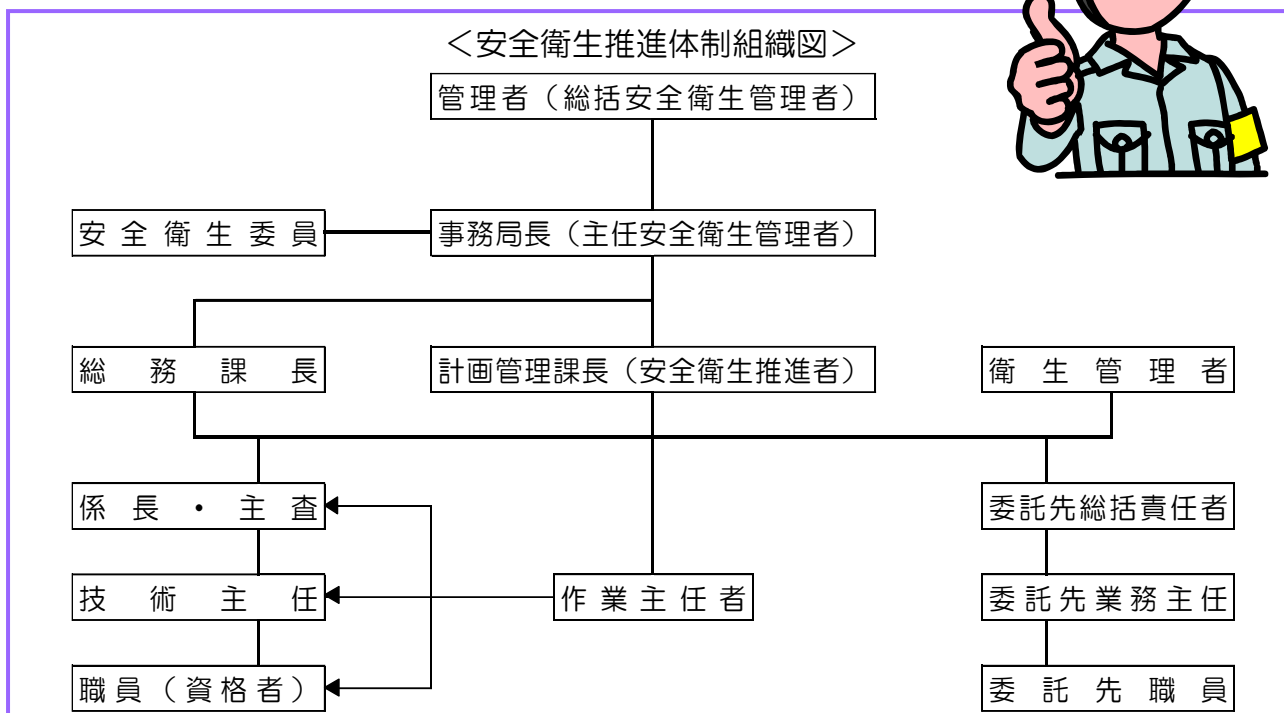 ＜安全衛生推進体制組織図＞
管理者（総括安全衛生管理者）
安全衛生委員
事務局長（主任安全衛生管理者）
総務課長
計画管理課長（安全衛生推進者）
衛生管理者
係長・主査
委託先総括責任者
技術主任
作業主任者
委託先業務主任
職員（資格者）
委託先職員